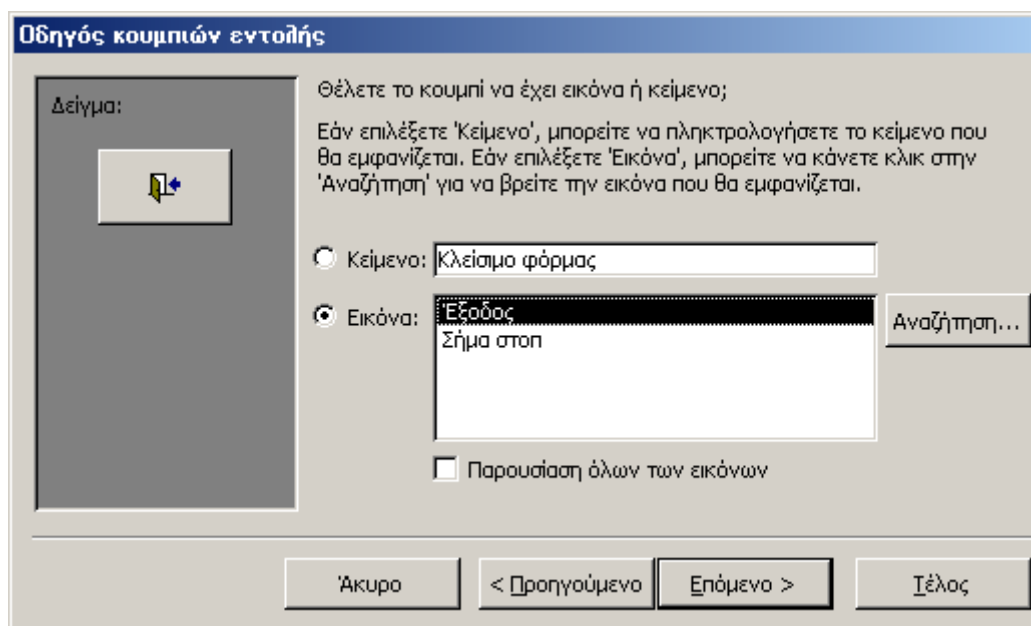 Οδηγός κουμπιών εντολής
Δείγμα:
Θέλετε το κουμπί να έχει εικόνα ή κείμενο;
Εάν επιλέξετε 'Κείμενο', μπορείτε να πληκτρολογήσετε το κείμενο που
θα εμφανίζεται. Εάν επιλέξετε 'Εικόνα', μπορείτε να κάνετε κλικ στην
'Αναζήτηση' για να βρείτε την εικόνα που θα εμφανίζεται.
Κείμενο: Κλείσιμο φόρμας
Εικόνα: Έξοδος
Σήμα στοπ
Αναζήτηση...
Παρουσίαση όλων των εικόνων
Άκυρο < Προηγούμενο Επόμενο > Τέλος